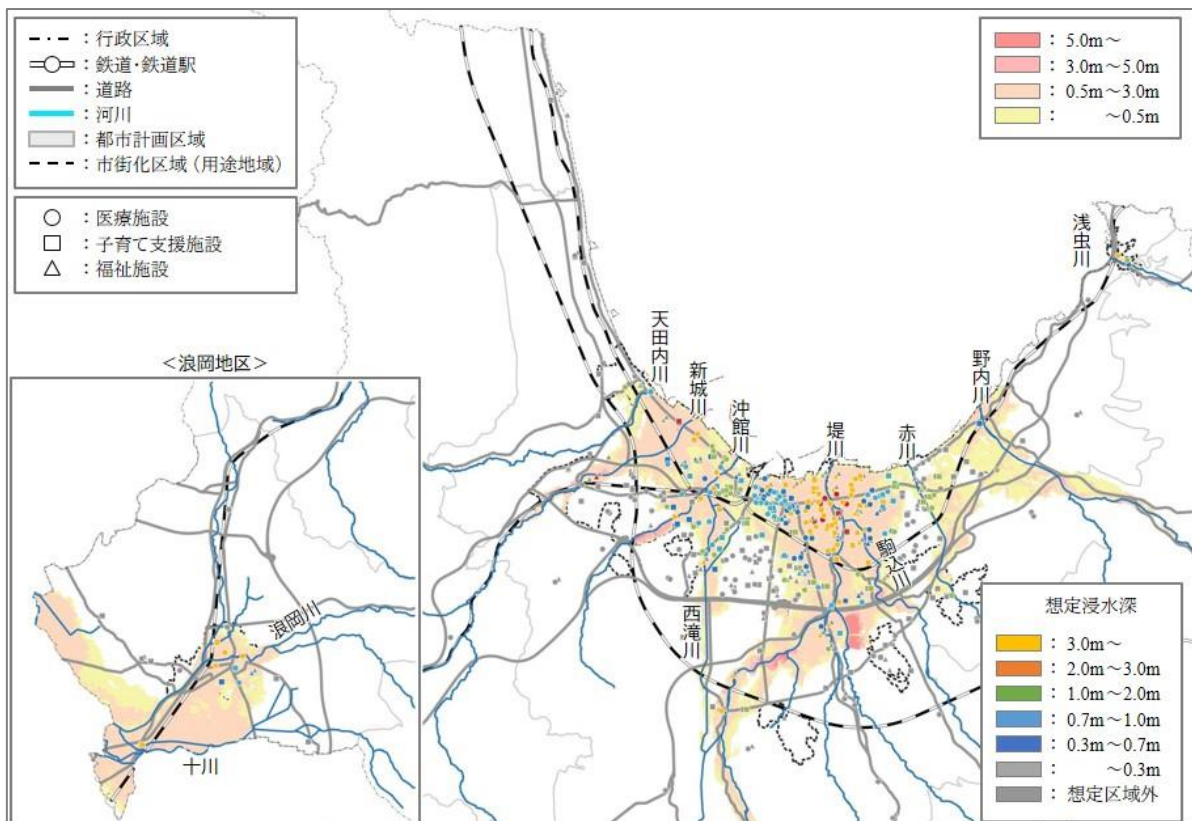 ：行政区域
：鉄道・鉄道駅
：道路
：河川
：都市計画区域
：市街化区域（用途地域）
：医療施設
：子育て支援施設
：福祉施設
：5.0m～
：3.0m～5.0m
：0.5m～3.0m
：～0.5m
浅虫川
天田内川
新城川
沖館川
堤川
赤川
野内川
駒込川
西滝川
＜浪岡地区＞
浪岡川
十川
想定浸水深
：3.0m～
：2.0m～3.0m
：1.0m～2.0m
：0.7m～1.0m
：0.3m～0.7m
：～0.3m
：想定区域外